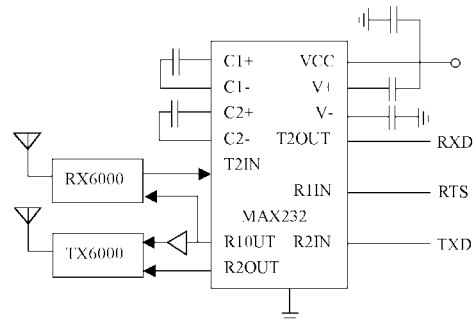 C1+ VCC
C1- V+
C2+ V-
C2- T2OUT RXD
T2IN
RX6000 R1IN RTS
MAX232
TX6000 R1OUT R2IN TXD
R2OUT